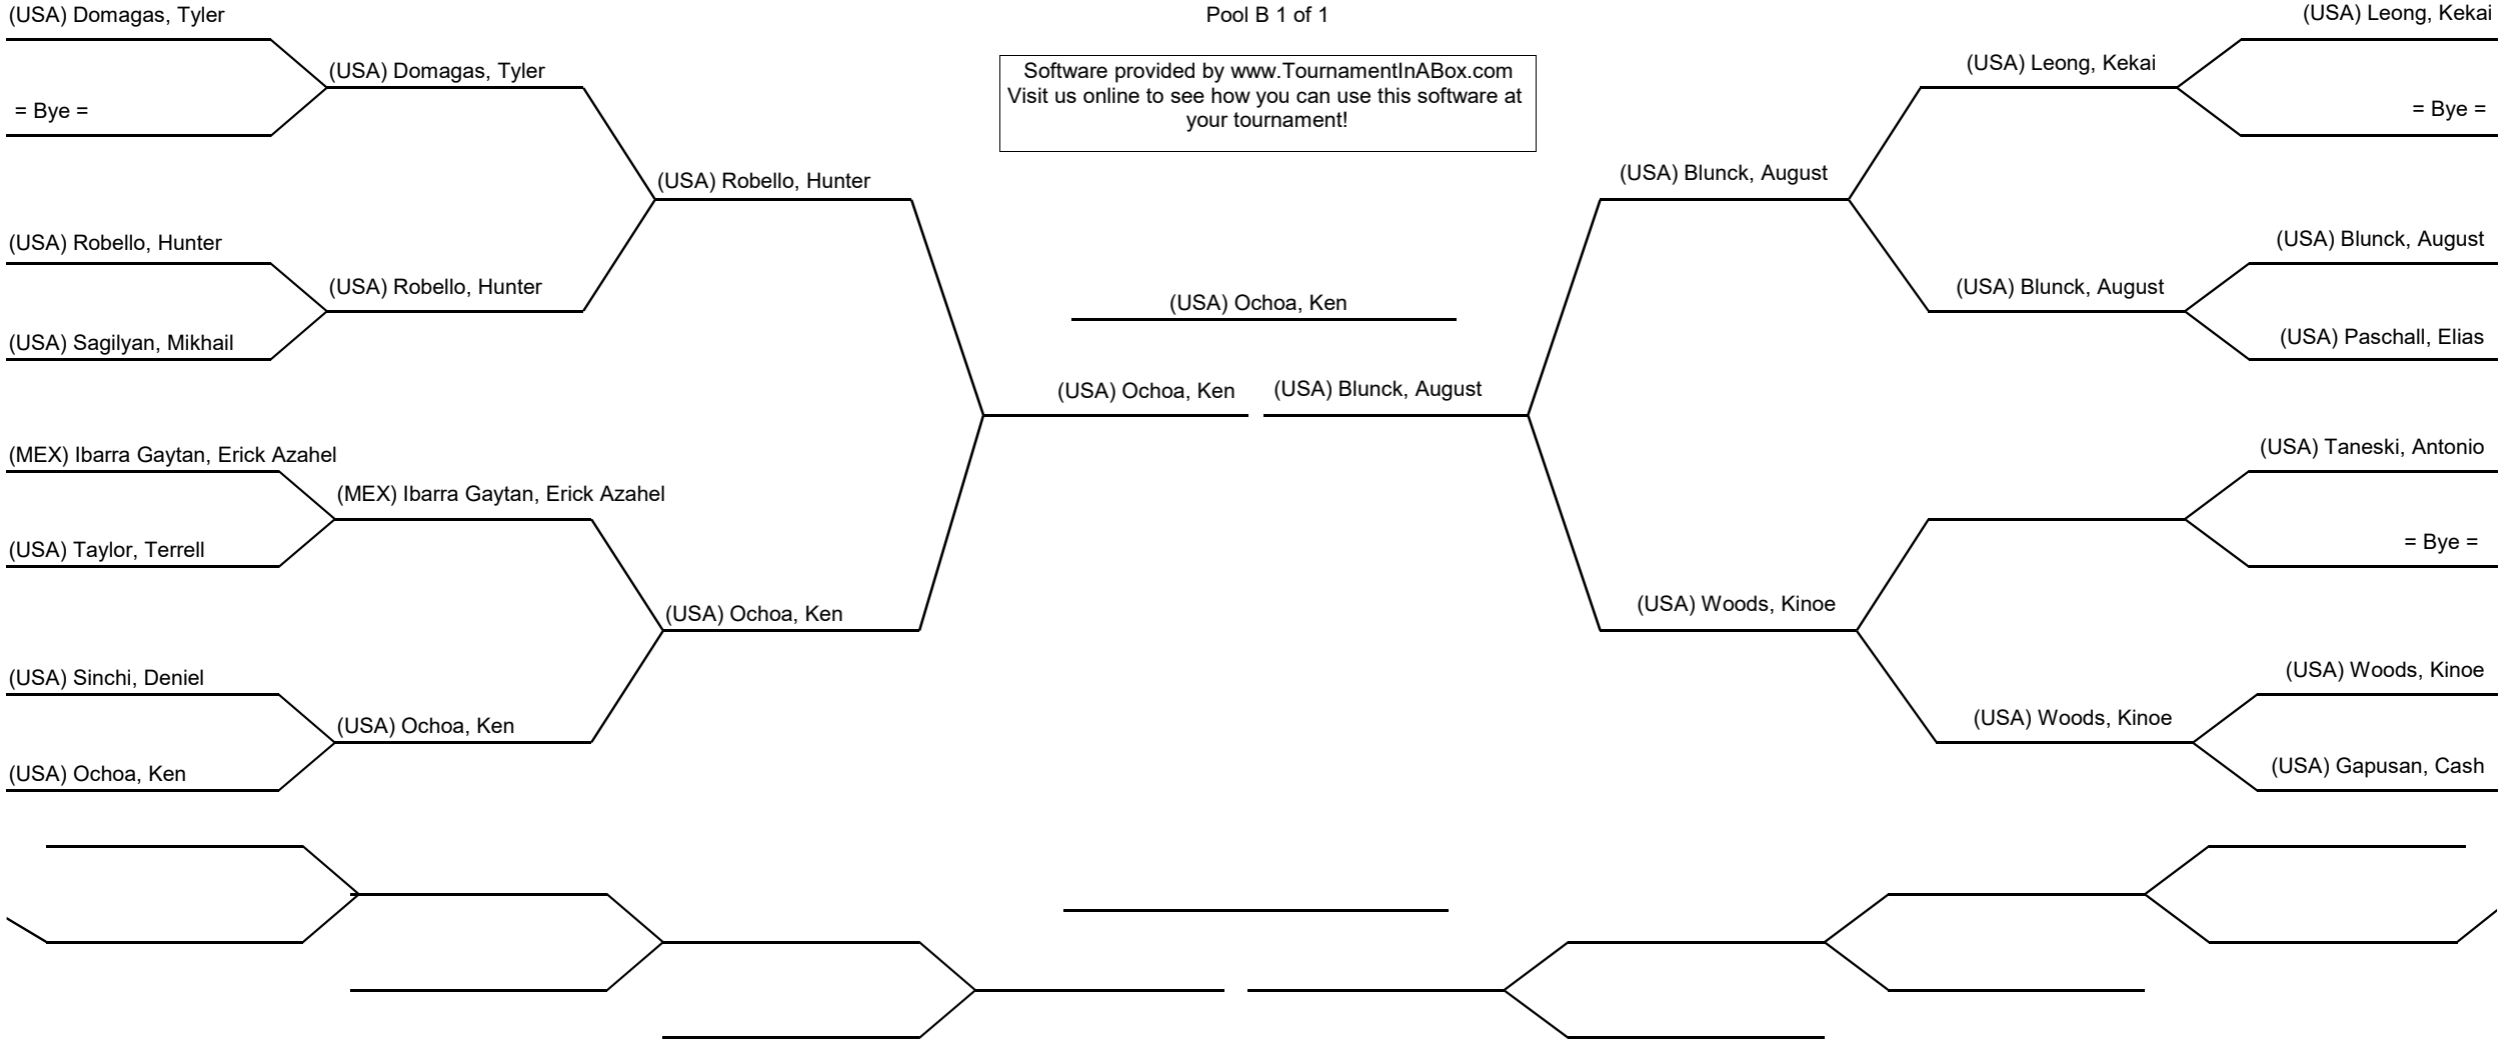 (USA) Domagas, Tyler
Pool B 1 of 1
(USA) Leong, Kekai
(USA) Domagas, Tyler
Software provided by www.TournamentInABox.com
Visit us online to see how you can use this software at
your tournament!
(USA) Leong, Kekai
= Bye =
= Bye =
(USA) Robello, Hunter
(USA) Blunck, August
(USA) Robello, Hunter
(USA) Blunck, August
(USA) Robello, Hunter
(USA) Ochoa, Ken
(USA) Blunck, August
(USA) Sagilyan, Mikhail
(USA) Paschall, Elias
(USA) Ochoa, Ken
(USA) Blunck, August
(MEX) Ibarra Gaytan, Erick Azahel
(USA) Taneski, Antonio
(MEX) Ibarra Gaytan, Erick Azahel
(USA) Taylor, Terrell
= Bye =
(USA) Ochoa, Ken
(USA) Woods, Kinoe
(USA) Sinchi, Deniel
(USA) Woods, Kinoe
(USA) Ochoa, Ken
(USA) Woods, Kinoe
(USA) Ochoa, Ken
(USA) Gapusan, Cash